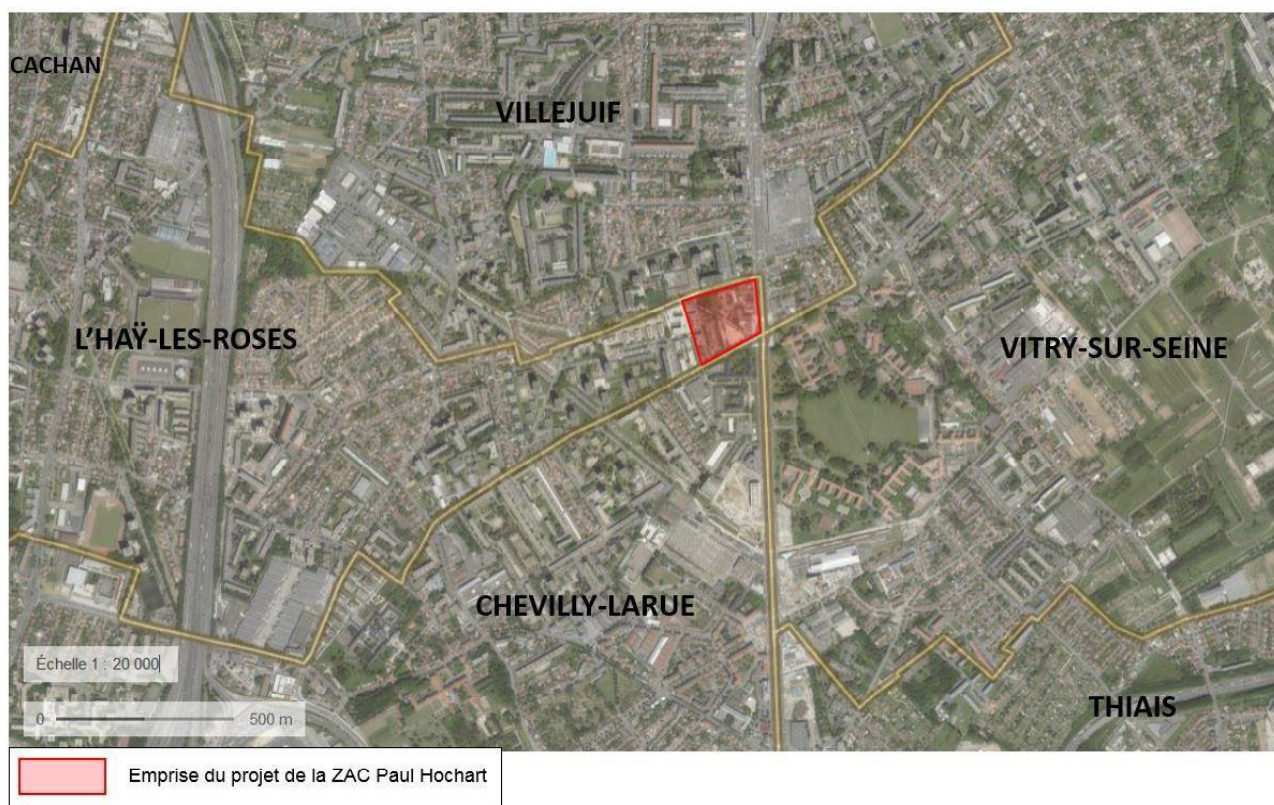 CACHAN
VILLEJUIF
L'HAŸ-LES-ROSES
VITRY-SUR-SEINE
CHEVILLY-LARUE
Échelle 1 : 20 000
0 500 m
THIAIS
Emprise du projet de la ZAC Paul Hochart